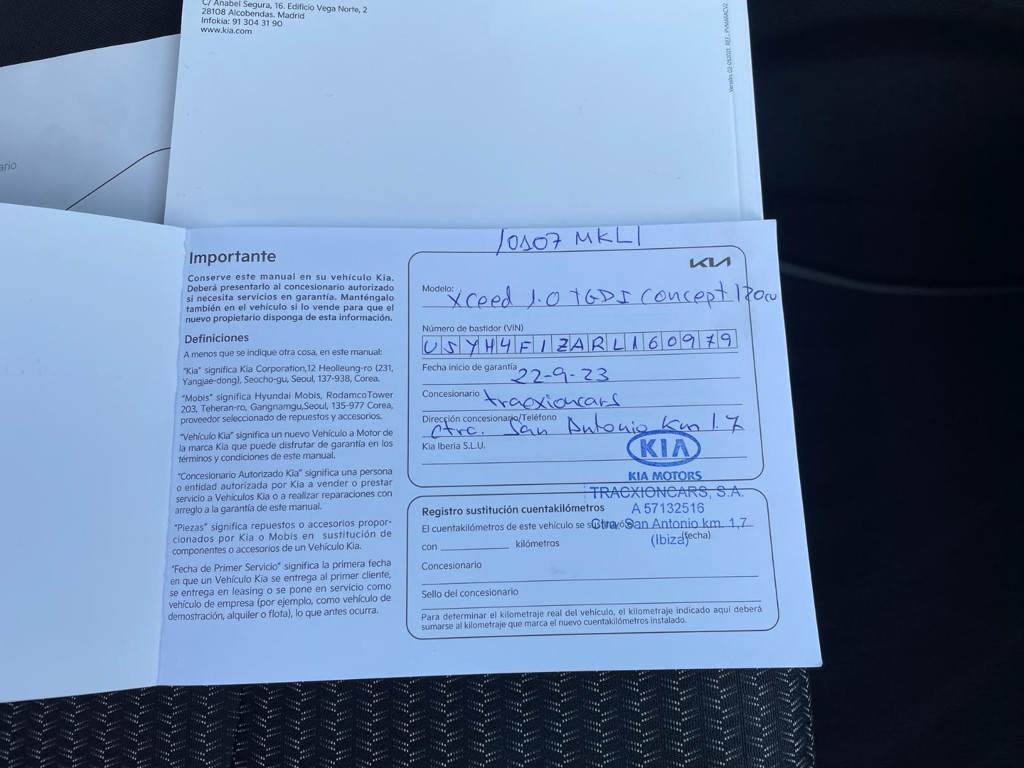 C/ Anabel Segura, 16. Edificio Vega Norte, 2
28108 Alcobendas. Madrid
Infokia: 91 304 31 90
www.kia.com
ario
Importante
Conserve este manual en su vehículo Kia.
Deberá presentarlo al concesionario autorizado
si necesita servicios en garantía. Manténgalo
también en el vehículo si lo vende para que el
nuevo propietario disponga de esta información.
Definiciones
A menos que se indique otra cosa, en este manual:
"Kia" significa Kia Corporation,12 Heolleung-ro (231,
Yangjae-dong), Seocho-gu, Seoul, 137-938, Corea.
"Mobis" significa Hyundai Mobis, RodamcoTower
203, Teheran-ro, Gangnamgu,Seoul, 135-977 Corea,
proveedor seleccionado de repuestos y accesorios.
"Vehículo Kia" significa un nuevo Vehículo a Motor de
la marca Kia que puede disfrutar de garantía en los
términos y condiciones de este manual.
"Concesionario Autorizado Kia" significa una persona
o entidad autorizada por Kia a vender o prestar
servicio a Vehículos Kia o a realizar reparaciones con
arreglo a la garantía de este manual.
"Piezas" significa repuestos o accesorios propor-
cionados por Kia o Mobis en sustitución de
componentes o accesorios de un Vehículo Kia.
"Fecha de Primer Servicio" significa la primera fecha
en que un Vehículo Kia se entrega al primer cliente,
se entrega en leasing o se pone en servicio como
vehículo de empresa (por ejemplo, como vehículo de
demostración, alquiler o flota), lo que antes ocurra.
0107 MKL
KIA
Modelo: Xceed 1.0 TGDI Concept 120cv
Número de bastidor (VIN)
U5YH4F1ZARL160979
Fecha inicio de garantía 22-9-23
Concesionario tracxioncars
Dirección concesionario/Teléfono
Ctra. San Antonio Km 1.7
Kia Iberia S.L.U.
KIA
KIA MOTORS
TRACXIONCARS, S.A.
A 57132516
Ctra. San Antonio km. 1,7
(Ibiza)
Registro sustitución cuentakilómetros
El cuentakilómetros de este vehículo se
(fecha)
con kilómetros
Concesionario
Sello del concesionario
Para determinar el kilometraje real del vehículo, el kilometraje indicado aquí deberá
sumarse al kilometraje que marca el nuevo cuentakilómetros instalado.